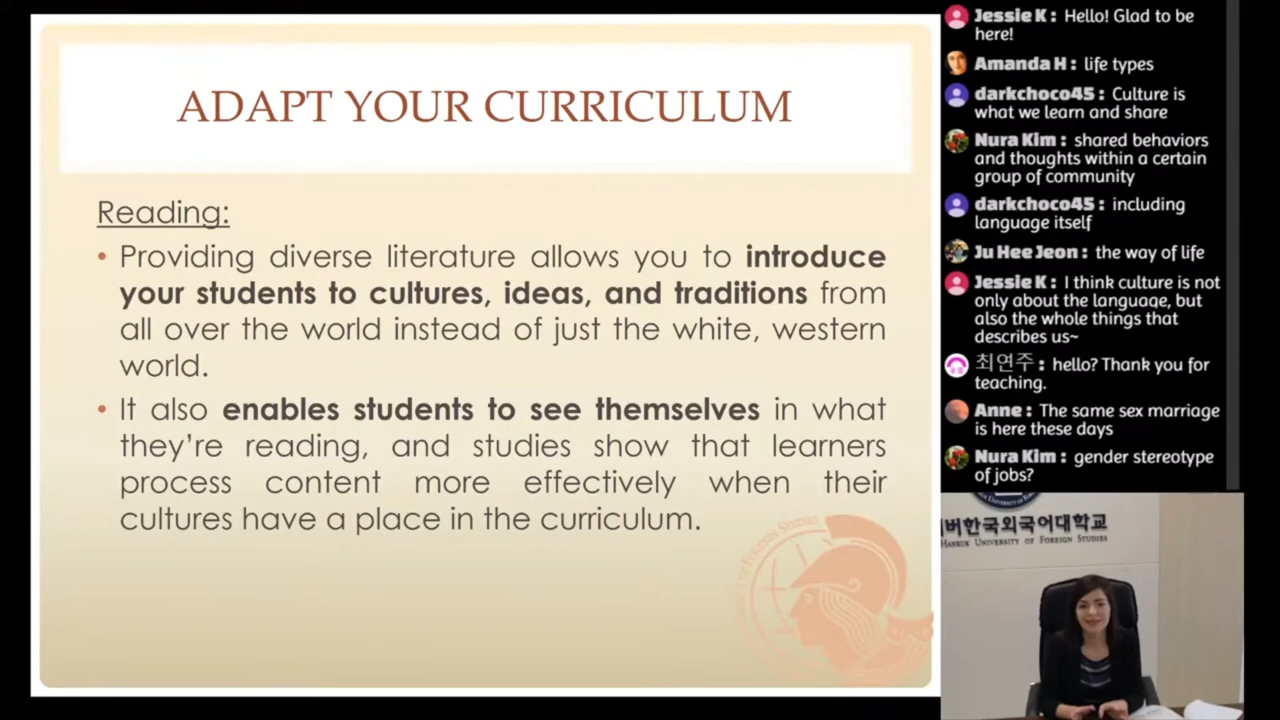 ADAPT YOUR CURRICULUM
Reading:
• Providing diverse literature allows you to introduce
your students to cultures, ideas, and traditions from
all over the world instead of just the white, western
world.
• It also enables students to see themselves in what
they're reading, and studies show that learners
process content more effectively when their
cultures have a place in the curriculum.
Jessie K : Hello! Glad to be
here!
Amanda H : life types
darkchoco45 : Culture is
what we learn and share
Nura Kim : shared behaviors
and thoughts within a certain
group of community
darkchoco45 : including
language itself
Ju Hee Jeon : the way of life
Jessie K : I think culture is not
only about the language, but
also the whole things that
describes us~
최연주 : hello? Thank you for
teaching.
Anne : The same sex marriage
is here these days
Nura Kim : gender stereotype
of jobs?
버한국외국어대학교
HANKUK UNIVERSITY OF FOREIGN STUDIES